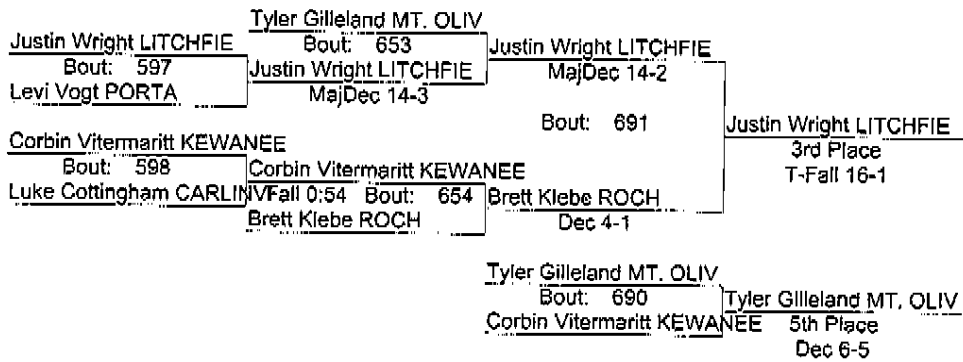 Tyler Gilleland MT. OLIV
Justin Wright LITCHFIE
Bout: 653
Justin Wright LITCHFIE
Bout: 597
Justin Wright LITCHFIE
MajDec 14-2
Levi Vogt PORTA
MajDec 14-3
Bout: 691
Justin Wright LITCHFIE
Corbin Vitermaritt KEWANEE
3rd Place
Bout: 598
Corbin Vitermaritt KEWANEE
T-Fall 16-1
Luke Cottingham CARLINV
Fall 0:54 Bout: 654
Brett Klebe ROCH
Brett Klebe ROCH
Dec 4-1
Tyler Gilleland MT. OLIV
Bout: 690
Tyler Gilleland MT. OLIV
Corbin Vitermaritt KEWANEE
5th Place
Dec 6-5